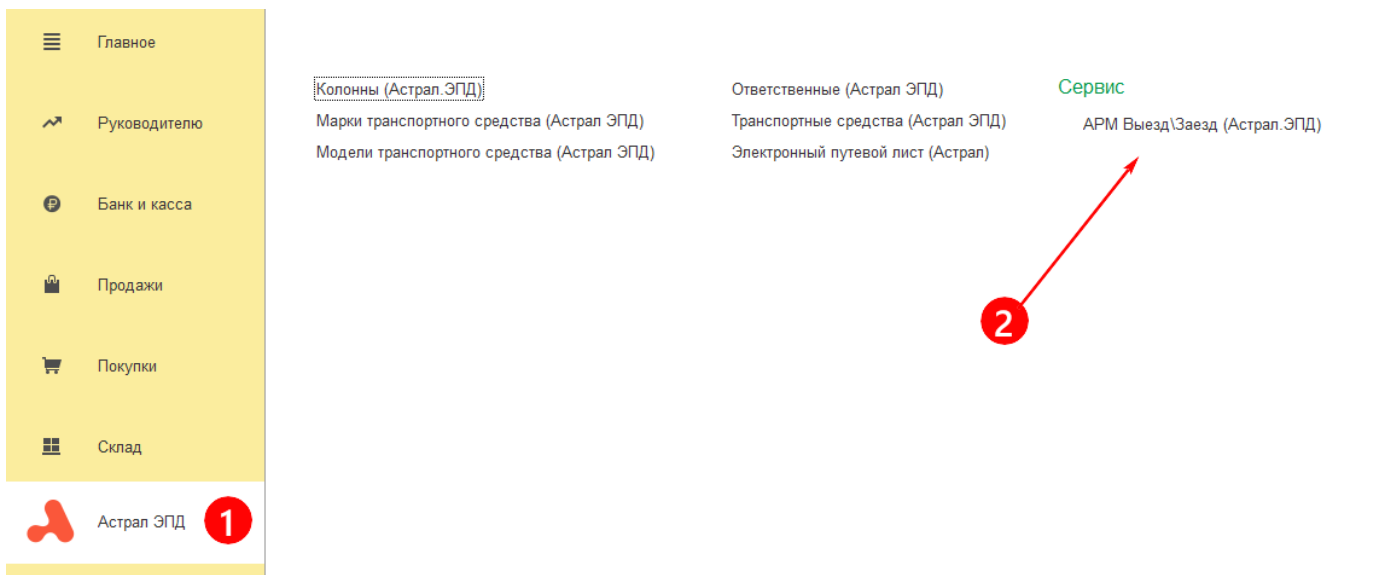 Главное
Руководителю
Банк и касса
Продажи
Покупки
Склад
Астрал ЭПД
1
Колонны (Астрал.ЭПД)
Марки транспортного средства (Астрал ЭПД)
Модели транспортного средства (Астрал ЭПД)
Ответственные (Астрал ЭПД)
Транспортные средства (Астрал ЭПД)
Электронный путевой лист (Астрал)
Сервис
АРМ Выезд\Заезд (Астрал.ЭПД)
2